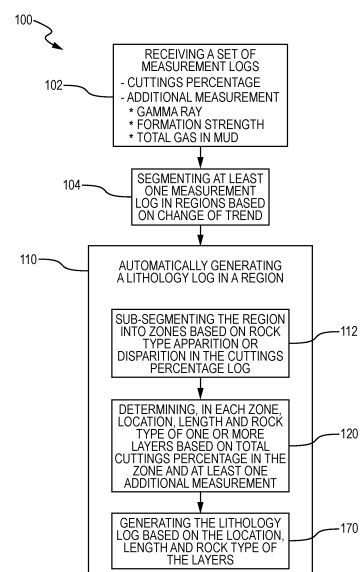 100
RECEIVING A SET OF
MEASUREMENT LOGS
- CUTTINGS PERCENTAGE
- ADDITIONAL MEASUREMENT
* GAMMA RAY
* FORMATION STRENGTH
* TOTAL GAS IN MUD
102
SEGMENTING AT LEAST
ONE MEASUREMENT
LOG IN REGIONS BASED
ON CHANGE OF TREND
104
110
AUTOMATICALLY GENERATING
A LITHOLOGY LOG IN A REGION
SUB-SEGMENTING THE REGION
INTO ZONES BASED ON ROCK
TYPE APPARITION OR
DISPARITION IN THE CUTTINGS
PERCENTAGE LOG
112
DETERMINING, IN EACH ZONE,
LOCATION, LENGTH AND ROCK
TYPE OF ONE OR MORE
LAYERS BASED ON TOTAL
CUTTINGS PERCENTAGE IN THE
ZONE AND AT LEAST ONE
ADDITIONAL MEASUREMENT
120
GENERATING THE LITHOLOGY
LOG BASED ON THE LOCATION,
LENGTH AND ROCK TYPE OF
THE LAYERS
170